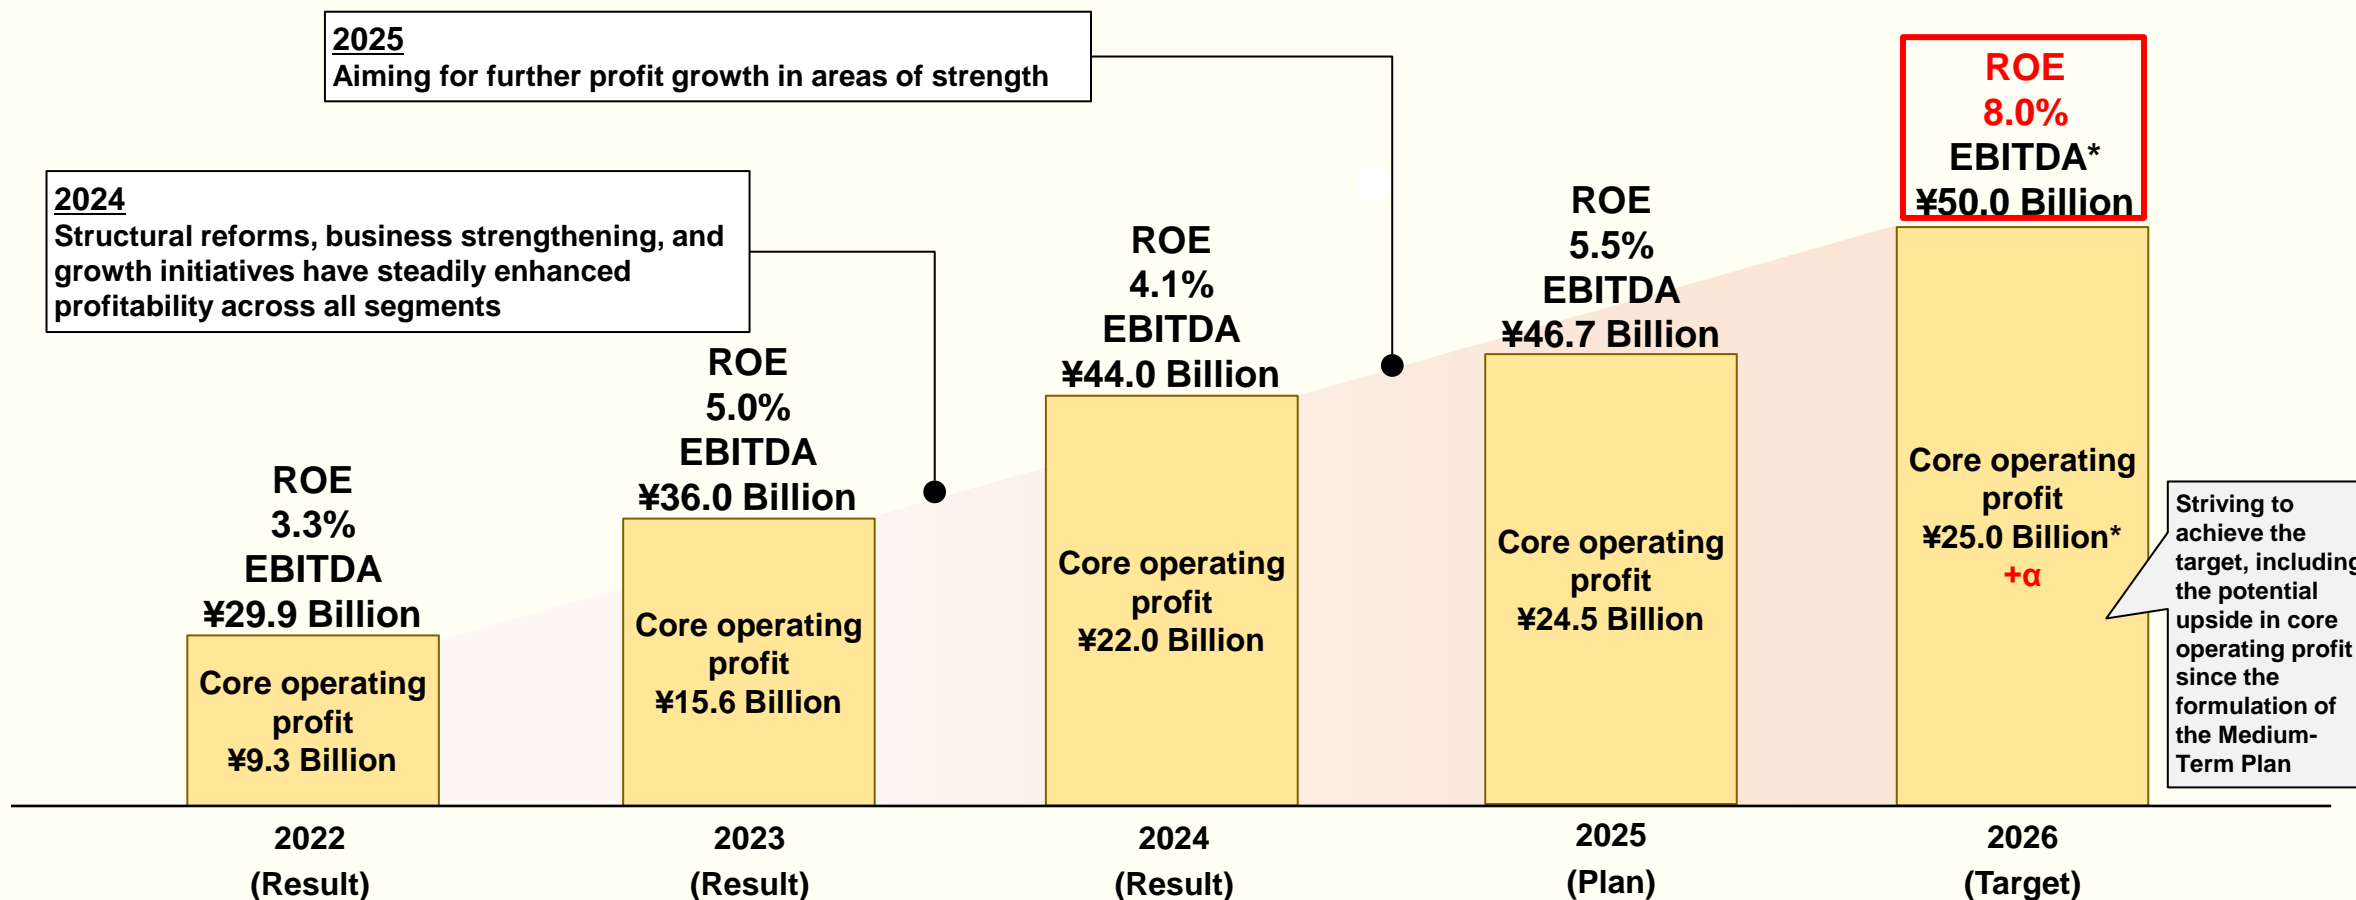 2025
Aiming for further profit growth in areas of strength
2024
Structural reforms, business strengthening, and
growth initiatives have steadily enhanced
profitability across all segments
ROE
3.3%
EBITDA
¥29.9 Billion
Core operating
profit
¥9.3 Billion
2022
(Result)
ROE
5.0%
EBITDA
¥36.0 Billion
Core operating
profit
¥15.6 Billion
2023
(Result)
ROE
4.1%
EBITDA
¥44.0 Billion
Core operating
profit
¥22.0 Billion
2024
(Result)
ROE
5.5%
EBITDA
¥46.7 Billion
Core operating
profit
¥24.5 Billion
2025
(Plan)
ROE
8.0%
EBITDA*
¥50.0 Billion
Core operating
profit
¥25.0 Billion*
+α
2026
(Target)
Striving to
achieve the
target, including
the potential
upside in core
operating profit
since the
formulation of
the Medium-
Term Plan